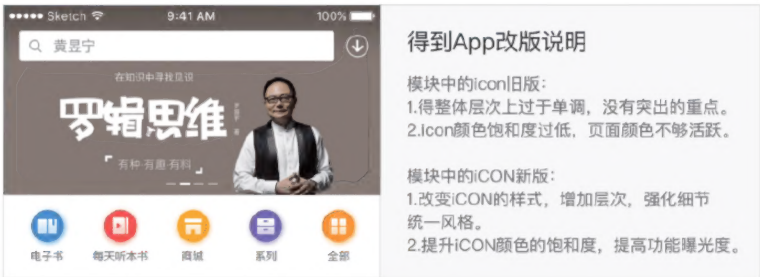 Sketch 9:41 AM 100%
黄昱宁
在知识中寻找见识
罗辑思维
有种·有趣·有料
电子书 每天听本书 商城 系列 全部
得到App改版说明
模块中的icon旧版：
1.得整体层次上过于单调，没有突出的重点。
2.Icon颜色饱和度过低，页面颜色不够活跃。
模块中的iCON新版：
1.改变iCON的样式，增加层次，强化细节
统一风格。
2.提升iCON颜色的饱和度，提高功能曝光度。